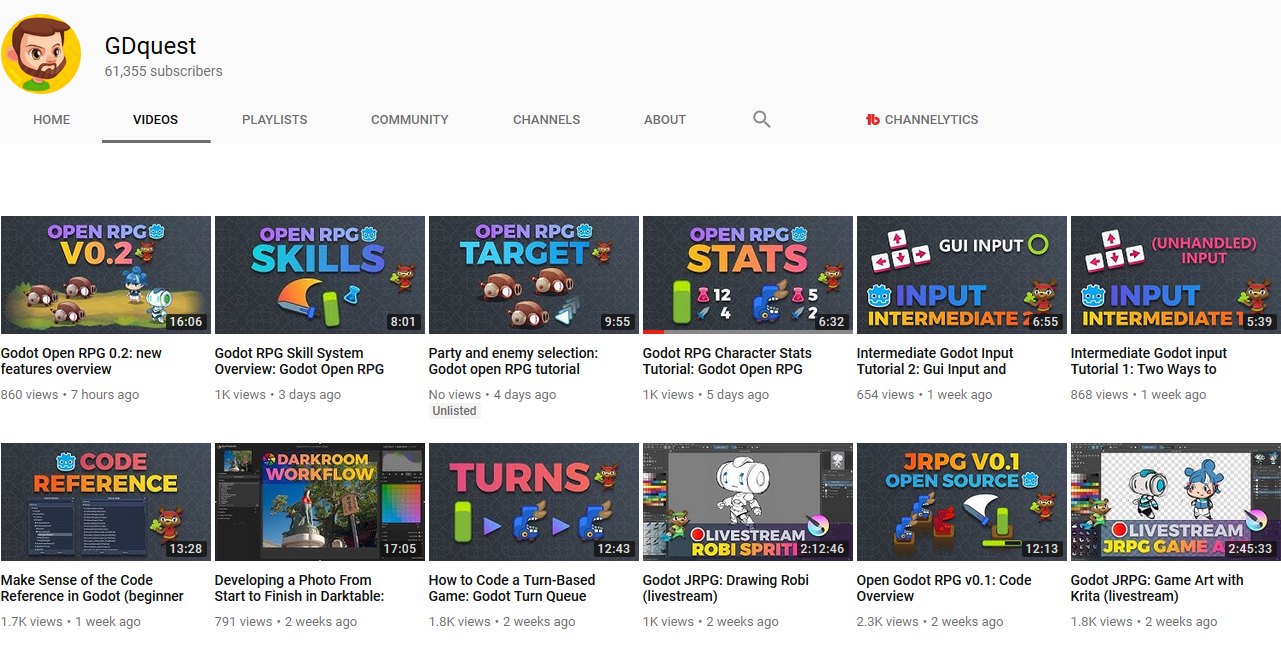 GDquest
61,355 subscribers
HOME VIDEOS PLAYLISTS COMMUNITY CHANNELS ABOUT CHANNELYTICS
OPEN RPG
V0.2
16:06
Godot Open RPG 0.2: new
features overview
860 views • 7 hours ago
OPEN RPG
SKILLS
8:01
Godot RPG Skill System
Overview: Godot Open RPG
1K views • 3 days ago
OPEN RPG
TARGET
9:55
Party and enemy selection:
Godot open RPG tutorial
No views • 4 days ago
Unlisted
OPEN RPG
STATS
12 5
4 2
6:32
Godot RPG Character Stats
Tutorial: Godot Open RPG
1K views • 5 days ago
GUI INPUT
INPUT
INTERMEDIATE 2
6:55
Intermediate Godot Input
Tutorial 2: Gui Input and
654 views • 1 week ago
(UNHANDLED)
INPUT
INPUT
INTERMEDIATE 1
5:39
Intermediate Godot input
Tutorial 1: Two Ways to
868 views • 1 week ago
CODE
REFERENCE
13:28
Make Sense of the Code
Reference in Godot (beginner
1.7K views • 1 week ago
DARKROOM
WORKFLOW
17:05
Developing a Photo From
Start to Finish in Darktable:
791 views • 2 weeks ago
TURNS
12:43
How to Code a Turn-Based
Game: Godot Turn Queue
1.8K views • 2 weeks ago
LIVESTREAM
ROBI SPRITI
2:12:46
Godot JRPG: Drawing Robi
(livestream)
1K views • 2 weeks ago
JRPG V0.1
OPEN SOURCE
12:13
Open Godot RPG v0.1: Code
Overview
2.3K views • 2 weeks ago
LIVESTREAM
JRPG GAME A
2:45:33
Godot JRPG: Game Art with
Krita (livestream)
1.8K views • 2 weeks ago